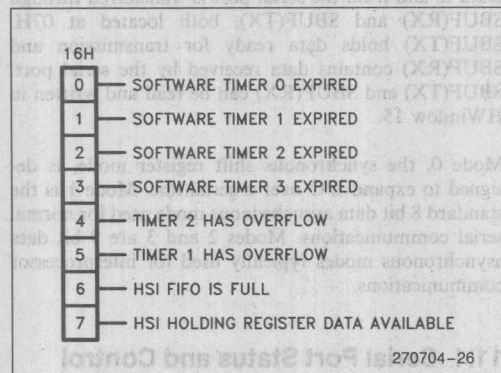 16H
0 SOFTWARE TIMER 0 EXPIRED
1 SOFTWARE TIMER 1 EXPIRED
2 SOFTWARE TIMER 2 EXPIRED
3 SOFTWARE TIMER 3 EXPIRED
4 TIMER 2 HAS OVERFLOW
5 TIMER 1 HAS OVERFLOW
6 HSI FIFO IS FULL
7 HSI HOLDING REGISTER DATA AVAILABLE
270704-26